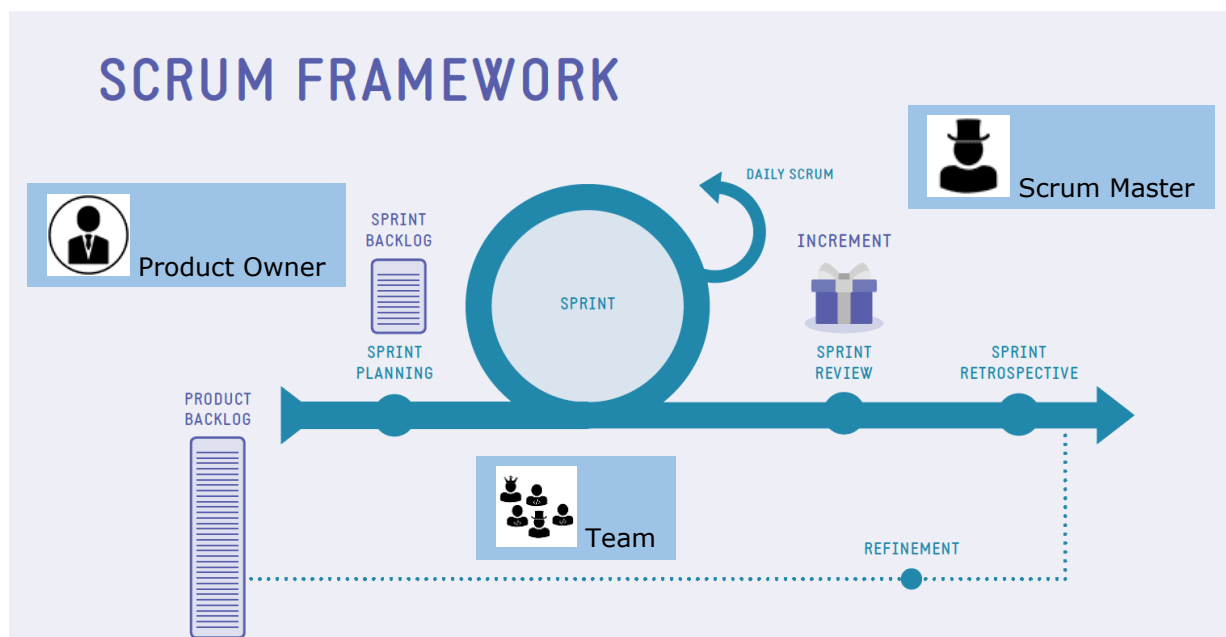 SCRUM FRAMEWORK
Scrum Master
Product Owner
DAILY SCRUM
SPRINT
BACKLOG
INCREMENT
SPRINT
SPRINT
PLANNING
SPRINT
REVIEW
SPRINT
RETROSPECTIVE
PRODUCT
BACKLOG
Team
REFINEMENT